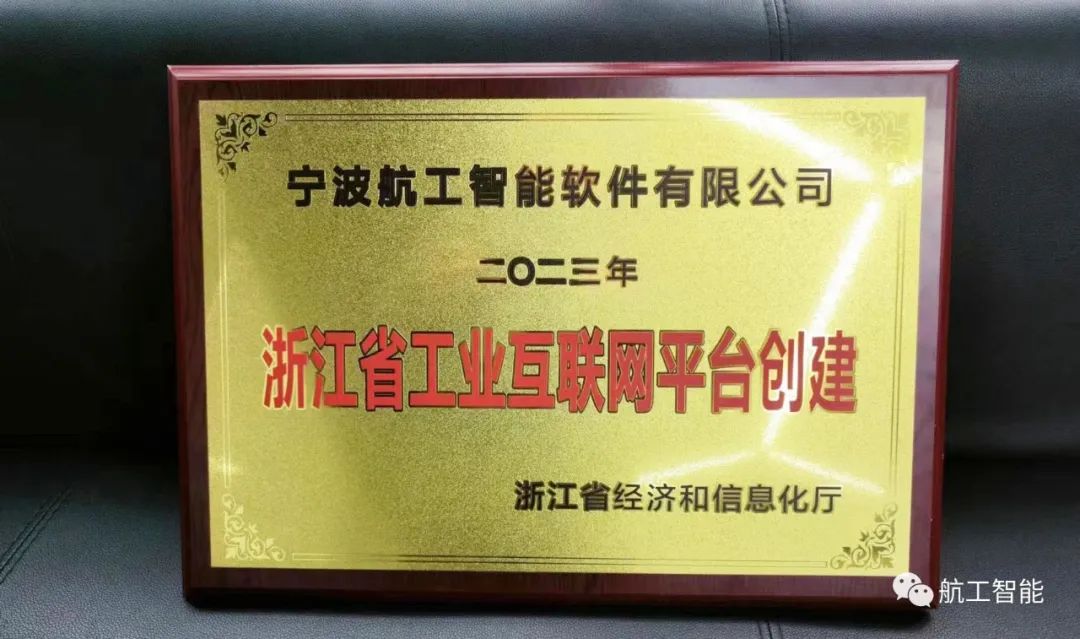 宁波航工智能软件有限公司
二〇二三年
浙江省工业互联网平台创建
浙江省经济和信息化厅
航工智能